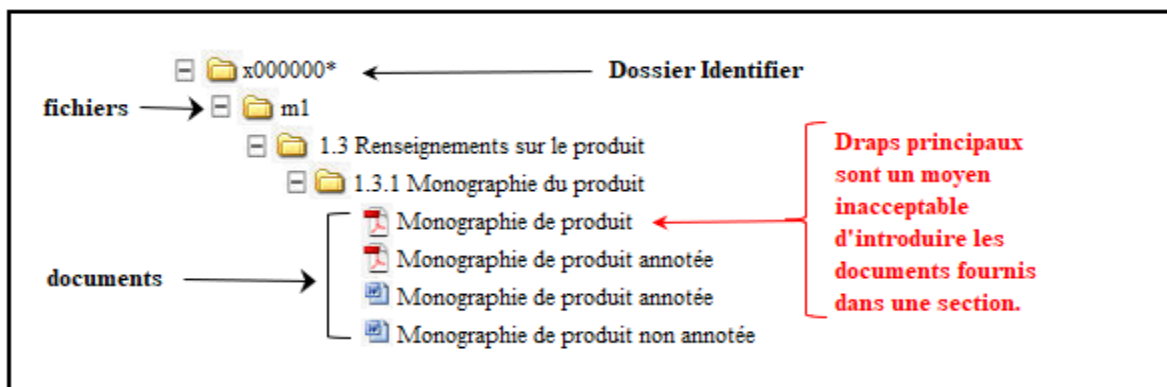 x000000*
Dossier Identifier
fichiers
m1
1.3 Renseignements sur le produit
1.3.1 Monographie du produit
Monographie de produit
Monographie de produit annotée
documents
Monographie de produit annotée
Monographie de produit non annotée
Draps principaux
sont un moyen
inacceptable
d'introduire les
documents fournis
dans une section.